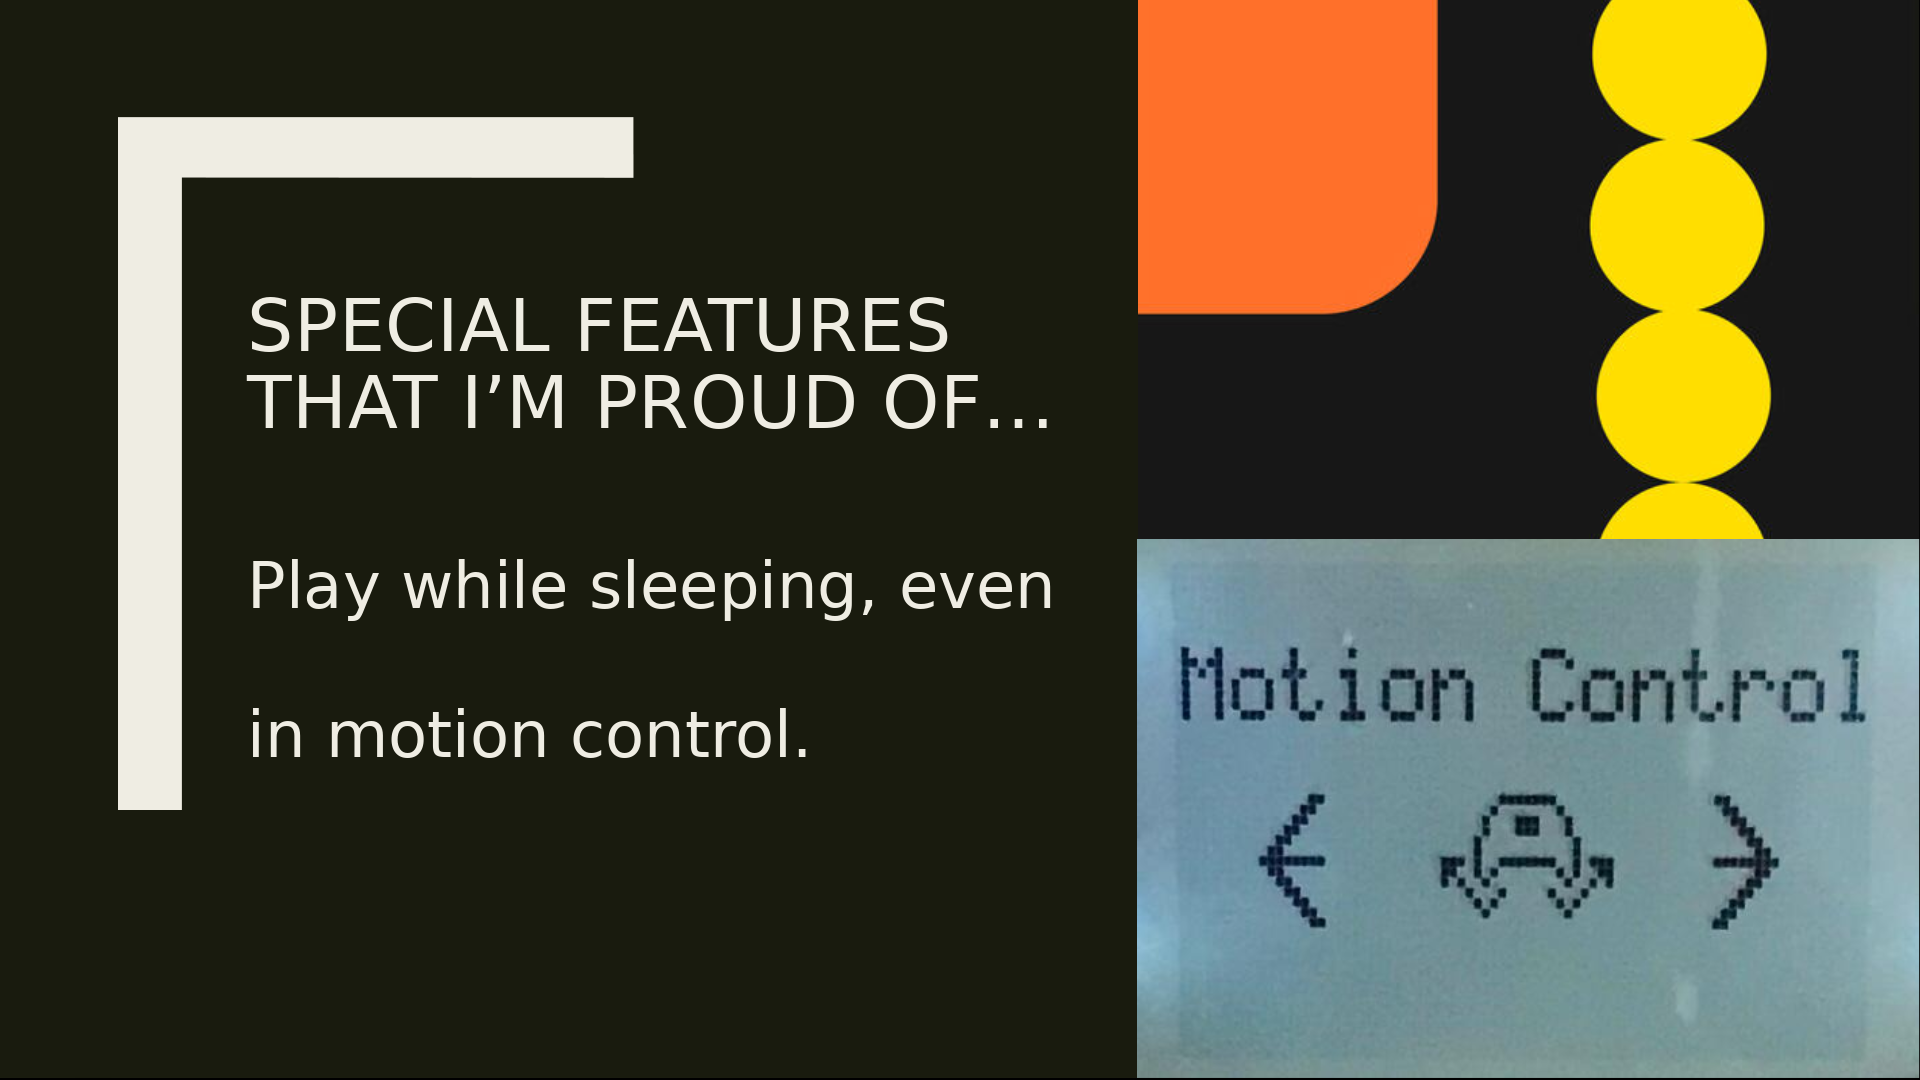 SPECIAL FEATURES
THAT I’M PROUD OF…
Play while sleeping, even
in motion control.
Motion Control